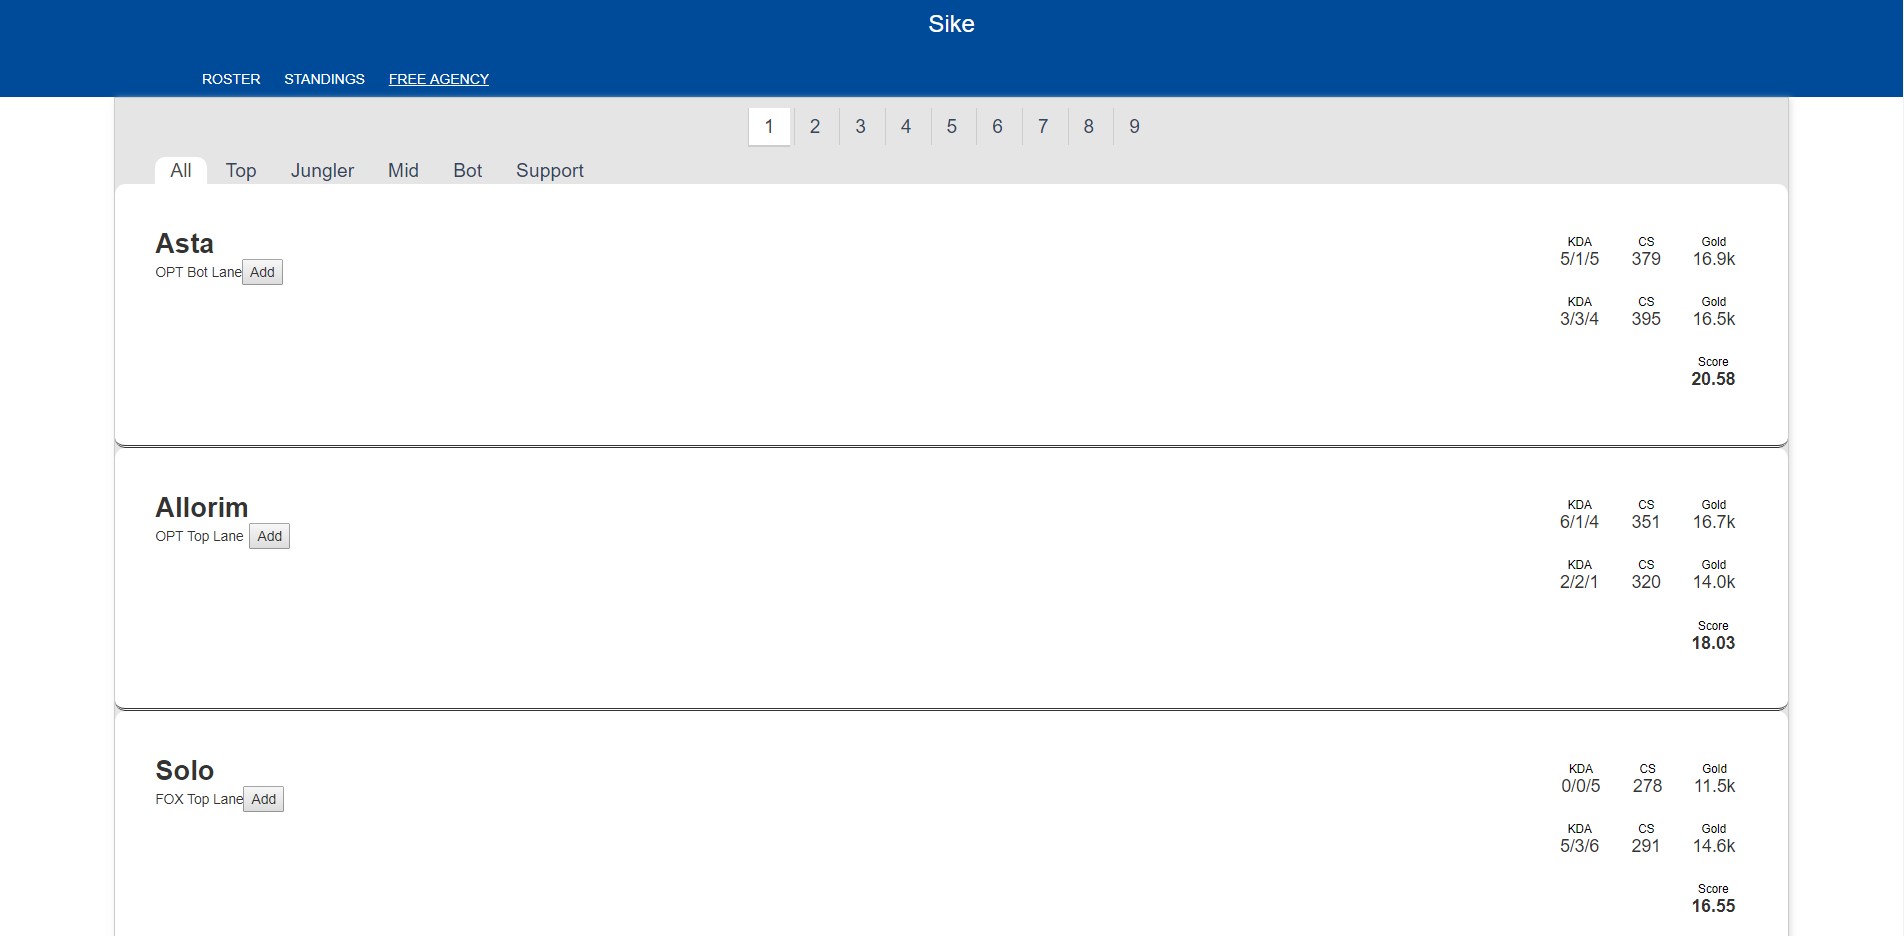 Sike
ROSTER STANDINGS FREE AGENCY
1 2 3 4 5 6 7 8 9
All Top Jungler Mid Bot Support
Asta
OPT Bot Lane Add
KDA CS Gold
5/1/5 379 16.9k
KDA CS Gold
3/3/4 395 16.5k
Score
20.58
Allorim
OPT Top Lane Add
KDA CS Gold
6/1/4 351 16.7k
KDA CS Gold
2/2/1 320 14.0k
Score
18.03
Solo
FOX Top Lane Add
KDA CS Gold
0/0/5 278 11.5k
KDA CS Gold
5/3/6 291 14.6k
Score
16.55